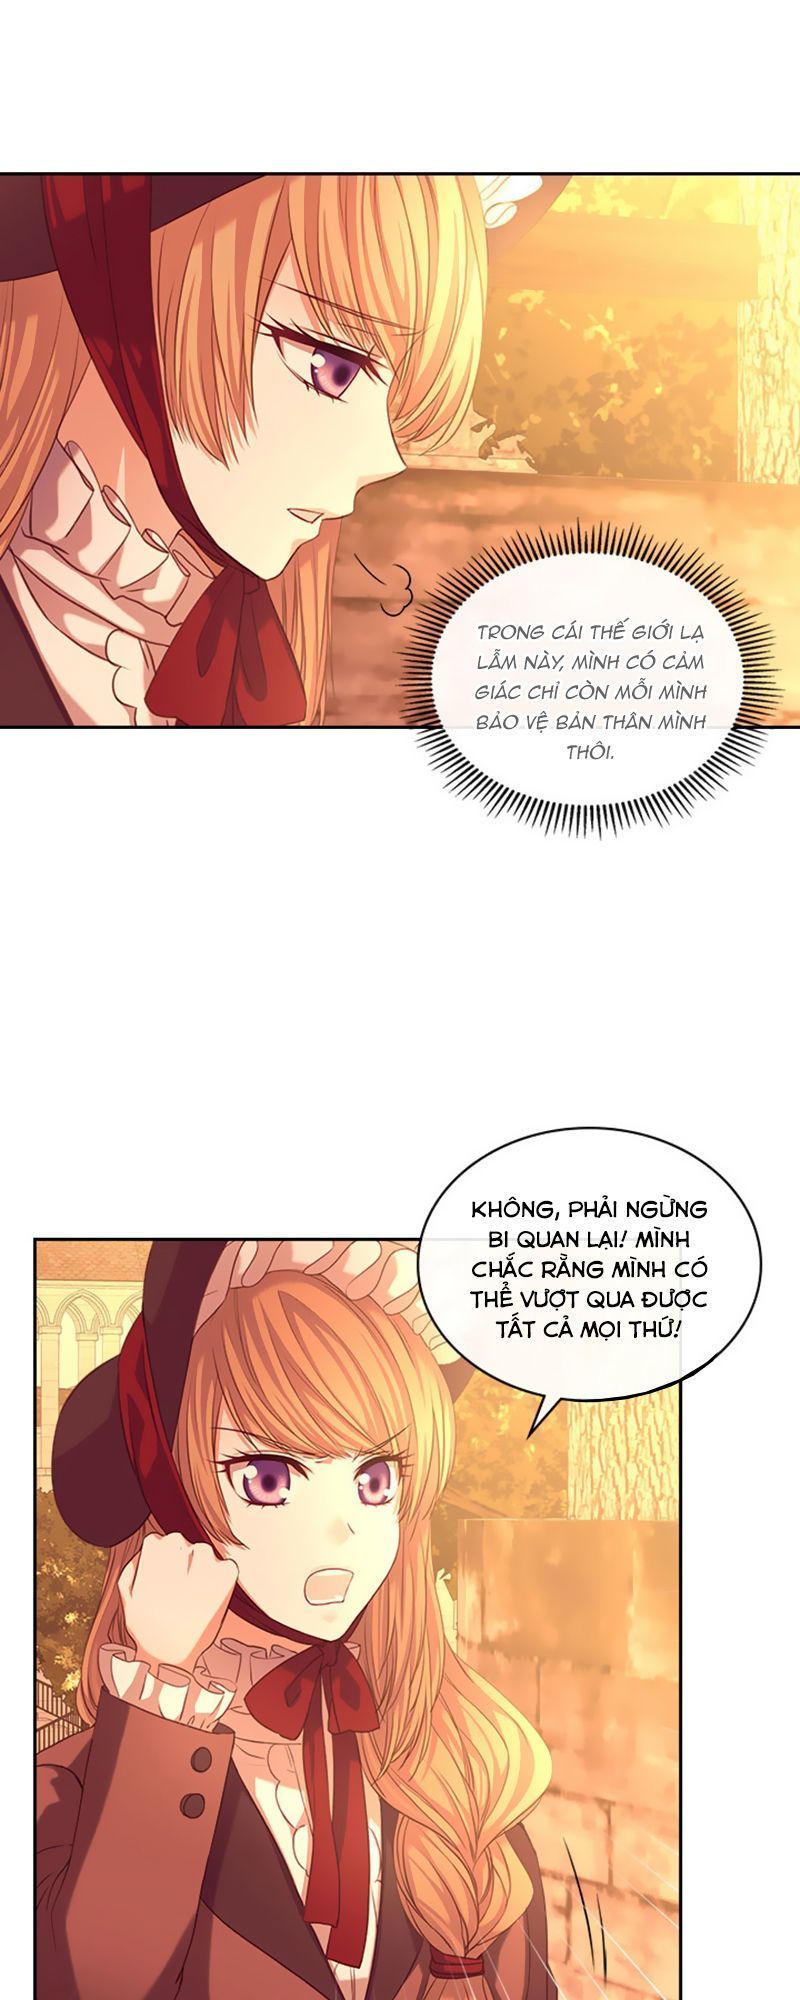 TRONG CÁI THẾ GIỚI LẠ
LẪM NÀY, MÌNH CÓ CẢM
GIÁC CHỈ CÒN MỖI MÌNH
BẢO VỆ BẢN THÂN MÌNH
THÔI.
KHÔNG, PHẢI NGỪNG
BI QUAN LẠI! MÌNH
CHẮC RẰNG MÌNH CÓ
THỂ VƯỢT QUA ĐƯỢC
TẤT CẢ MỌI THỨ!